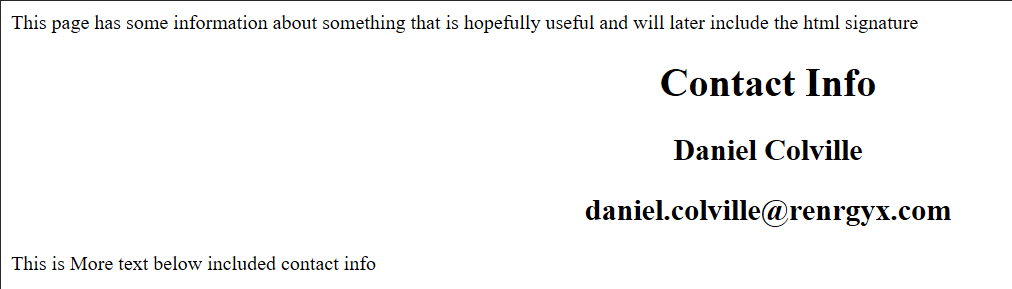 This page has some information about something that is hopefully useful and will later include the html signature
Contact Info
Daniel Colville
daniel.colville@renrgyx.com
This is More text below included contact info